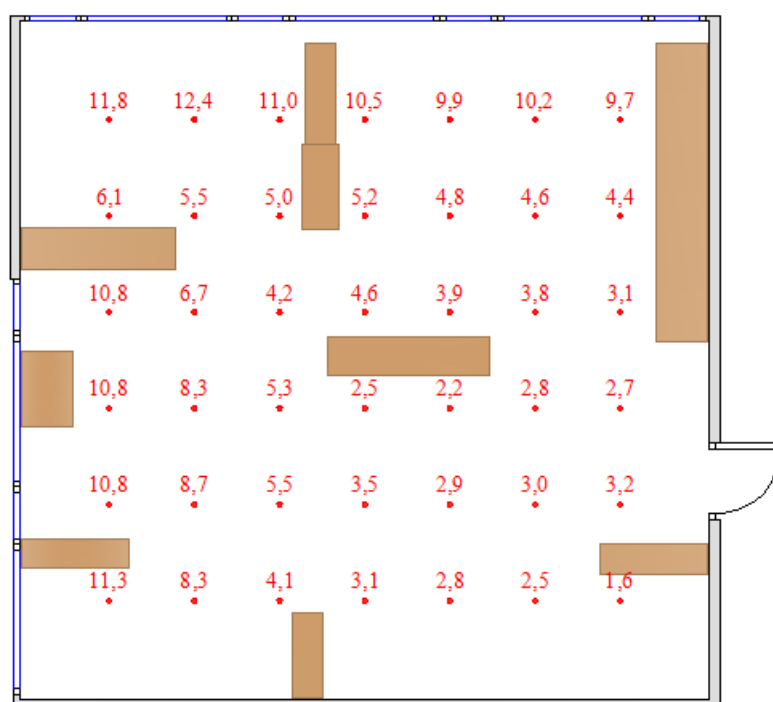 11,8 12,4 11,0 10,5 9,9 10,2 9,7
6,1 5,5 5,0 5,2 4,8 4,6 4,4
10,8 6,7 4,2 4,6 3,9 3,8 3,1
10,8 8,3 5,3 2,5 2,2 2,8 2,7
10,8 8,7 5,5 3,5 2,9 3,0 3,2
11,3 8,3 4,1 3,1 2,8 2,5 1,6